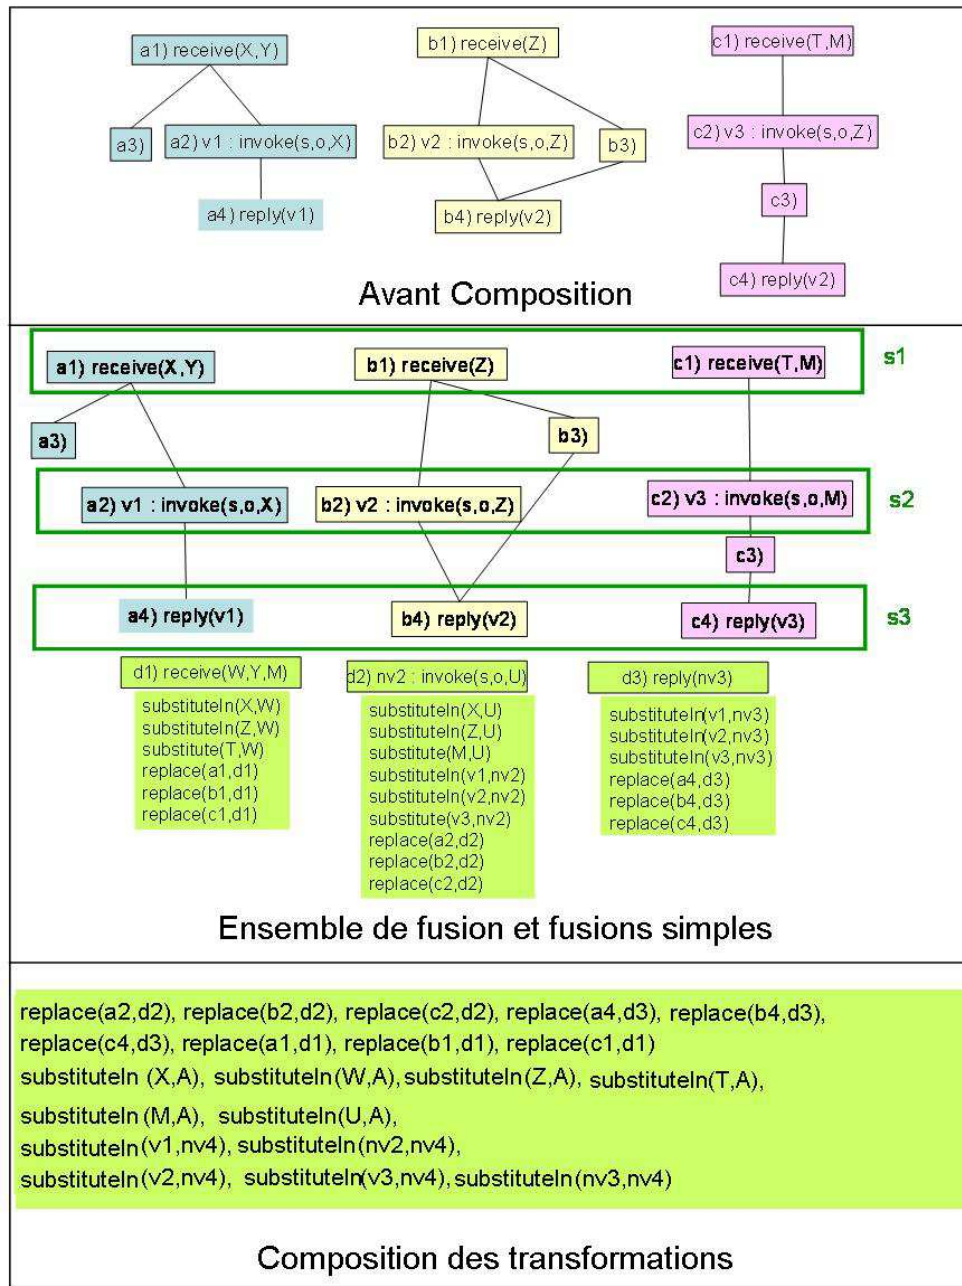 a1) receive(X,Y)
b1) receive(Z)
c1) receive(T,M)
a3)
a2) v1 : invoke(s,o,X)
b2) v2 : invoke(s,o,Z)
b3)
c2) v3 : invoke(s,o,Z)
a4) reply(v1)
b4) reply(v2)
c3)
c4) reply(v2)
Avant Composition
a1) receive(X,Y)
b1) receive(Z)
c1) receive(T,M)
s1
a3)
b3)
a2) v1 : invoke(s,o,X)
b2) v2 : invoke(s,o,Z)
c2) v3 : invoke(s,o,M)
s2
c3)
a4) reply(v1)
b4) reply(v2)
c4) reply(v3)
s3
d1) receive(W,Y,M)
substituteIn(X,W)
substituteIn(Z,W)
substitute(T,W)
replace(a1,d1)
replace(b1,d1)
replace(c1,d1)
d2) nv2 : invoke(s,o,U)
substituteIn(X,U)
substituteIn(Z,U)
substitute(M,U)
substituteIn(v1,nv2)
substituteIn(v2,nv2)
substitute(v3,nv2)
replace(a2,d2)
replace(b2,d2)
replace(c2,d2)
d3) reply(nv3)
substituteIn(v1,nv3)
substituteIn(v2,nv3)
substituteIn(v3,nv3)
replace(a4,d3)
replace(b4,d3)
replace(c4,d3)
Ensemble de fusion et fusions simples
replace(a2,d2), replace(b2,d2), replace(c2,d2), replace(a4,d3), replace(b4,d3),
replace(c4,d3), replace(a1,d1), replace(b1,d1), replace(c1,d1)
substituteIn (X,A), substituteIn(W,A), substituteIn(Z,A), substituteIn(T,A),
substituteIn (M,A), substituteIn(U,A),
substituteIn(v1,nv4), substituteIn(nv2,nv4),
substituteIn(v2,nv4), substituteIn(v3,nv4), substituteIn(nv3,nv4)
Composition des transformations